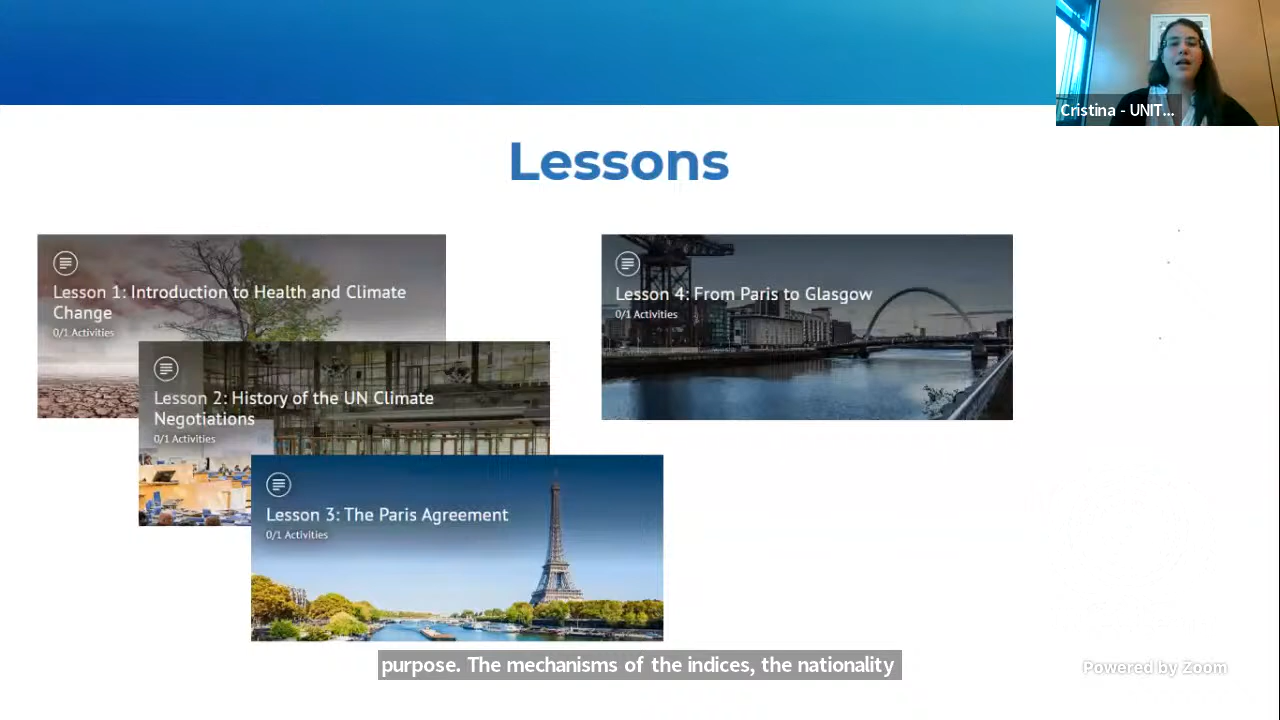 Cristina - UNIT...
Lessons
Lesson 1: Introduction to Health and Climate
Change
0/1 Activities
Lesson 2: History of the UN Climate
Negotiations
0/1 Activities
Lesson 3: The Paris Agreement
0/1 Activities
Lesson 4: From Paris to Glasgow
0/1 Activities
purpose. The mechanisms of the indices, the nationality
Powered by Zoom